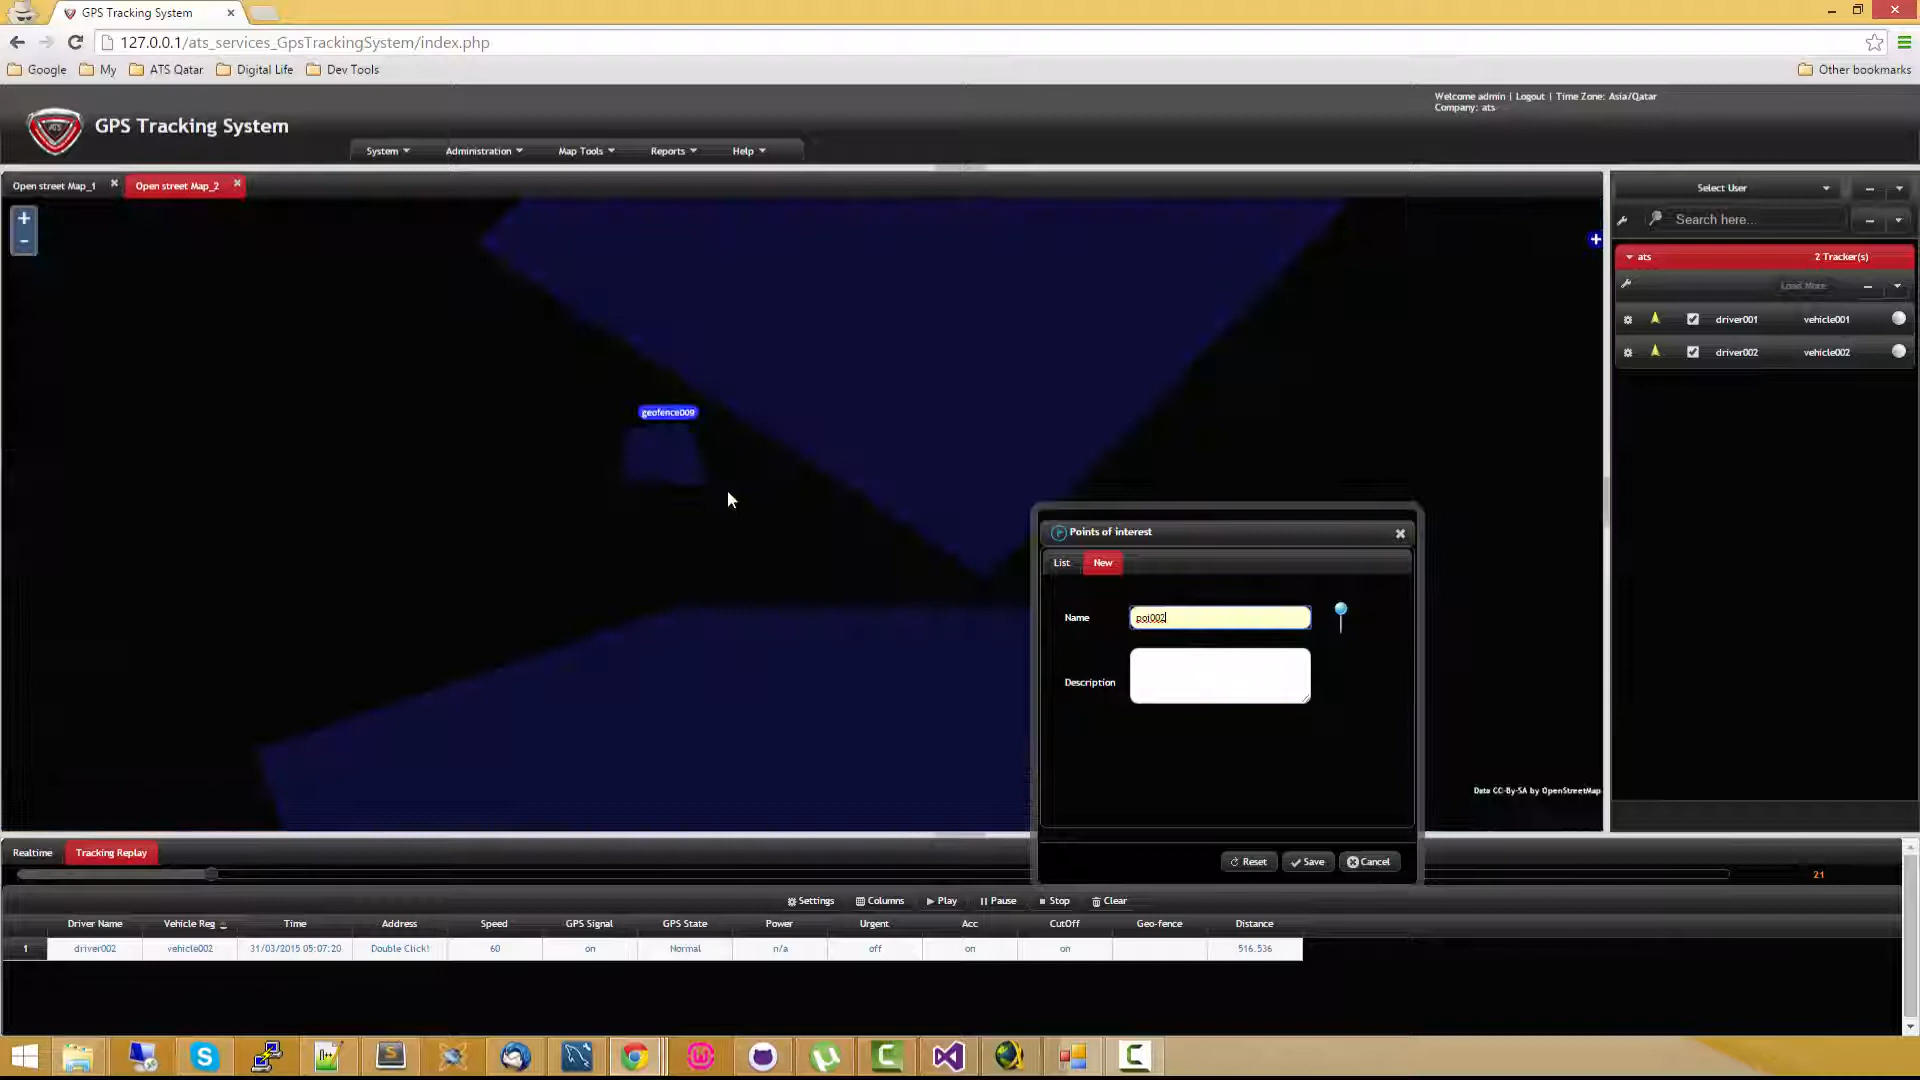 GPS Tracking System
127.0.0.1/ats_services_GpsTrackingSystem/index.php
Google My ATS Qatar Digital Life Dev Tools Other bookmarks
Welcome admin | Logout | Time Zone: Asia/Qatar
Company: ats
ATS
GPS Tracking System
System Administration Map Tools Reports Help
Open street Map_1 Open street Map_2
Select User
Search here...
ats 2 Tracker(s)
Load More
driver001 vehicle001
driver002 vehicle002
geofence009
Points of interest
List New
Name poi002
Description
Reset Save Cancel
Data CC-By-SA by OpenStreetMap
Realtime Tracking Replay
21
Settings Columns Play Pause Stop Clear
Driver Name Vehicle Reg Time Address Speed GPS Signal GPS State Power Urgent Acc CutOff Geo-fence Distance
1 driver002 vehicle002 31/03/2015 05:07:20 Double Click! 60 on Normal n/a off on on 516.536